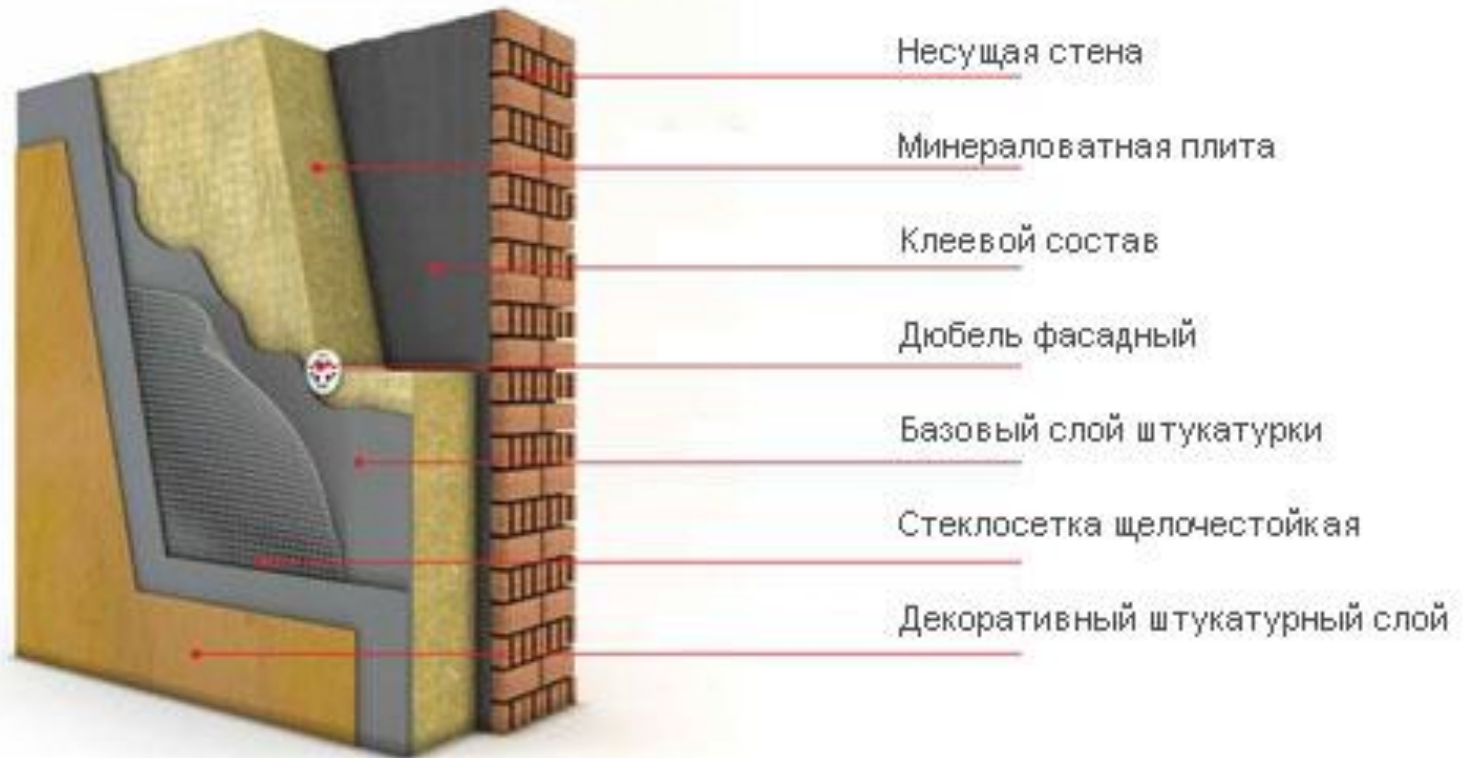 Несущая стена
Минераловатная плита
Клеевой состав
Дюбель фасадный
Базовый слой штукатурки
Стеклосетка щелочестойкая
Декоративный штукатурный слой